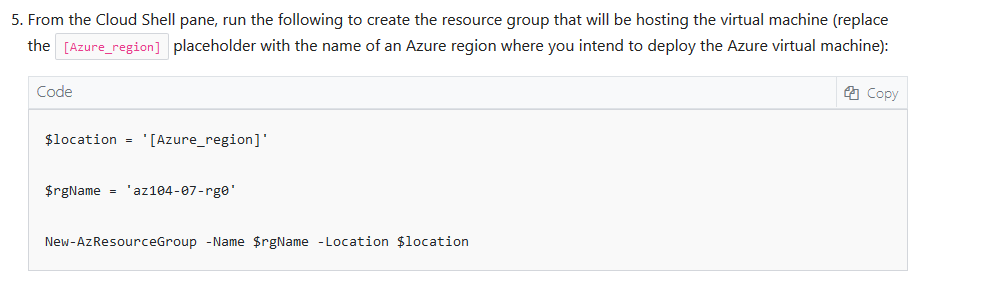 5. From the Cloud Shell pane, run the following to create the resource group that will be hosting the virtual machine (replace
the [Azure_region] placeholder with the name of an Azure region where you intend to deploy the Azure virtual machine):
Code
Copy
$location = '[Azure_region]'
$rgName = 'az104-07-rg0'
New-AzResourceGroup -Name $rgName -Location $location